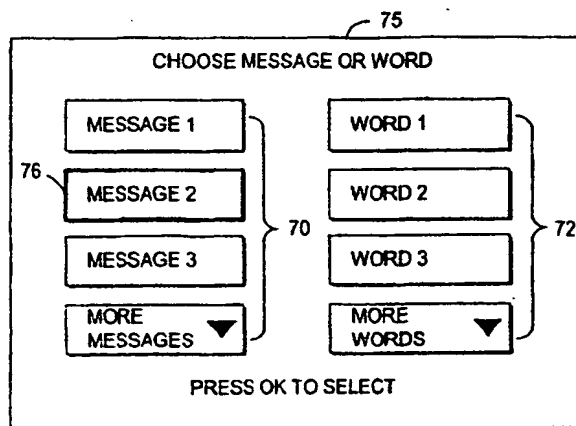 75
CHOOSE MESSAGE OR WORD
MESSAGE 1
WORD 1
76
MESSAGE 2
WORD 2
70
72
MESSAGE 3
WORD 3
MORE
MESSAGES
MORE
WORDS
PRESS OK TO SELECT